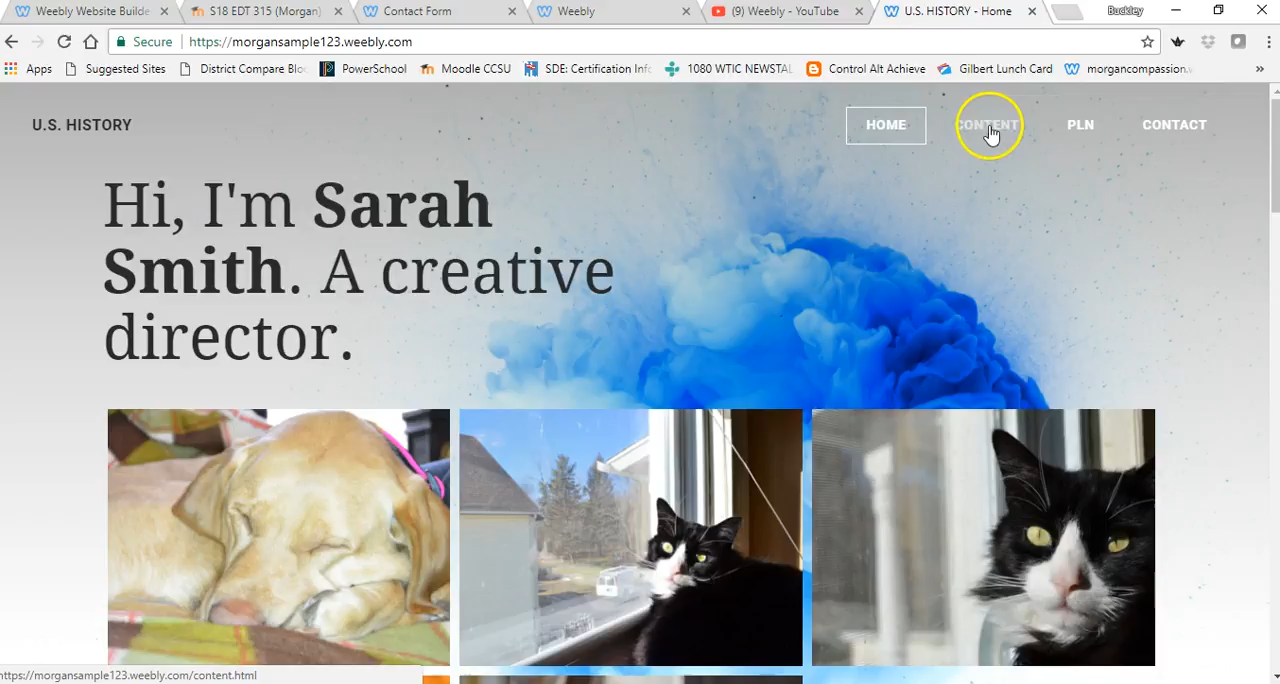 Weebly Website Builde
S18 EDT 315 (Morgan)
Contact Form
Weebly
(9) Weebly - YouTube
U.S. HISTORY - Home
Buckley
Secure
https://morgansample123.weebly.com
Apps
Suggested Sites
District Compare Blo
PowerSchool
Moodle CCSU
SDE: Certification Info
1080 WTIC NEWSTAL
Control Alt Achieve
Gilbert Lunch Card
morgancompassion.w
»
U.S. HISTORY
HOME
CONTENT
PLN
CONTACT
Hi, I'm Sarah
Smith. A creative
director.
https://morgansample123.weebly.com/content.html